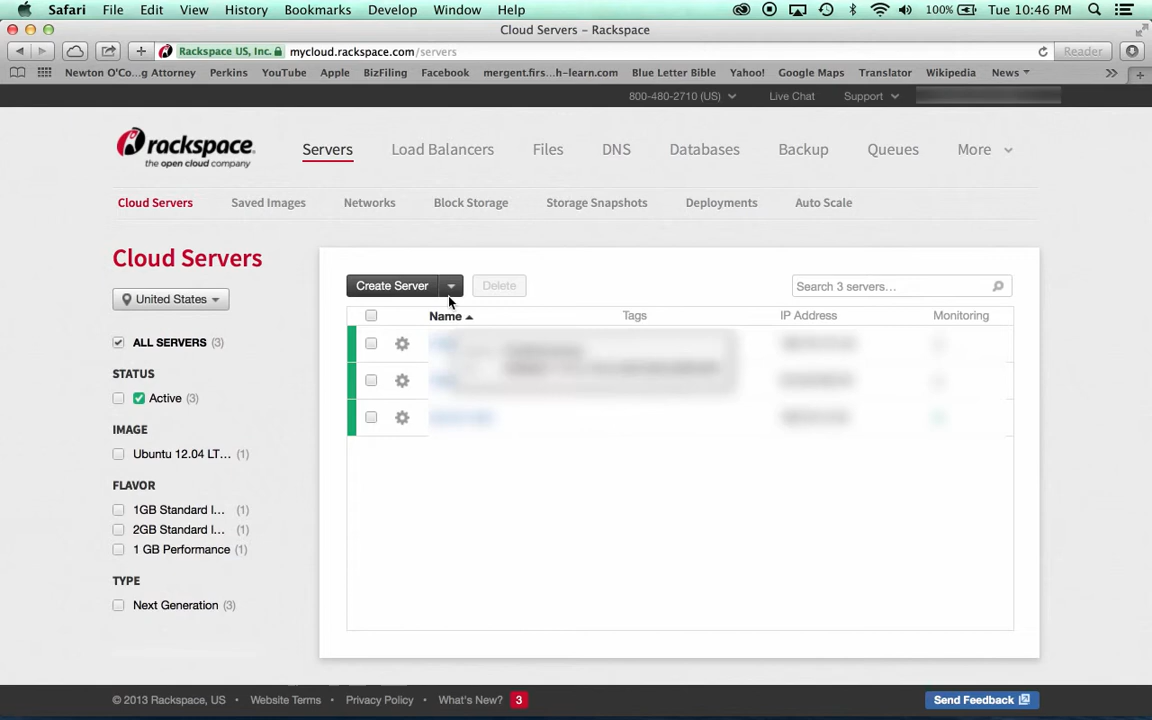 Safari File Edit View History Bookmarks Develop Window Help 100% Tue 10:46 PM
Cloud Servers – Rackspace
Rackspace US, Inc. mycloud.rackspace.com/servers Reader
Newton O'Co...g Attorney Perkins YouTube Apple BizFiling Facebook mergent.firs...h-learn.com Blue Letter Bible Yahoo! Google Maps Translator Wikipedia News
800-480-2710 (US) Live Chat Support
rackspace.
the open cloud company
Servers Load Balancers Files DNS Databases Backup Queues More
Cloud Servers Saved Images Networks Block Storage Storage Snapshots Deployments Auto Scale
Cloud Servers
United States
ALL SERVERS (3)
STATUS
Active (3)
IMAGE
Ubuntu 12.04 LT... (1)
FLAVOR
1GB Standard I... (1)
2GB Standard I... (1)
1 GB Performance (1)
TYPE
Next Generation (3)
Create Server Delete Search 3 servers...
Name Tags IP Address Monitoring
© 2013 Rackspace, US • Website Terms • Privacy Policy • What's New? 3 Send Feedback